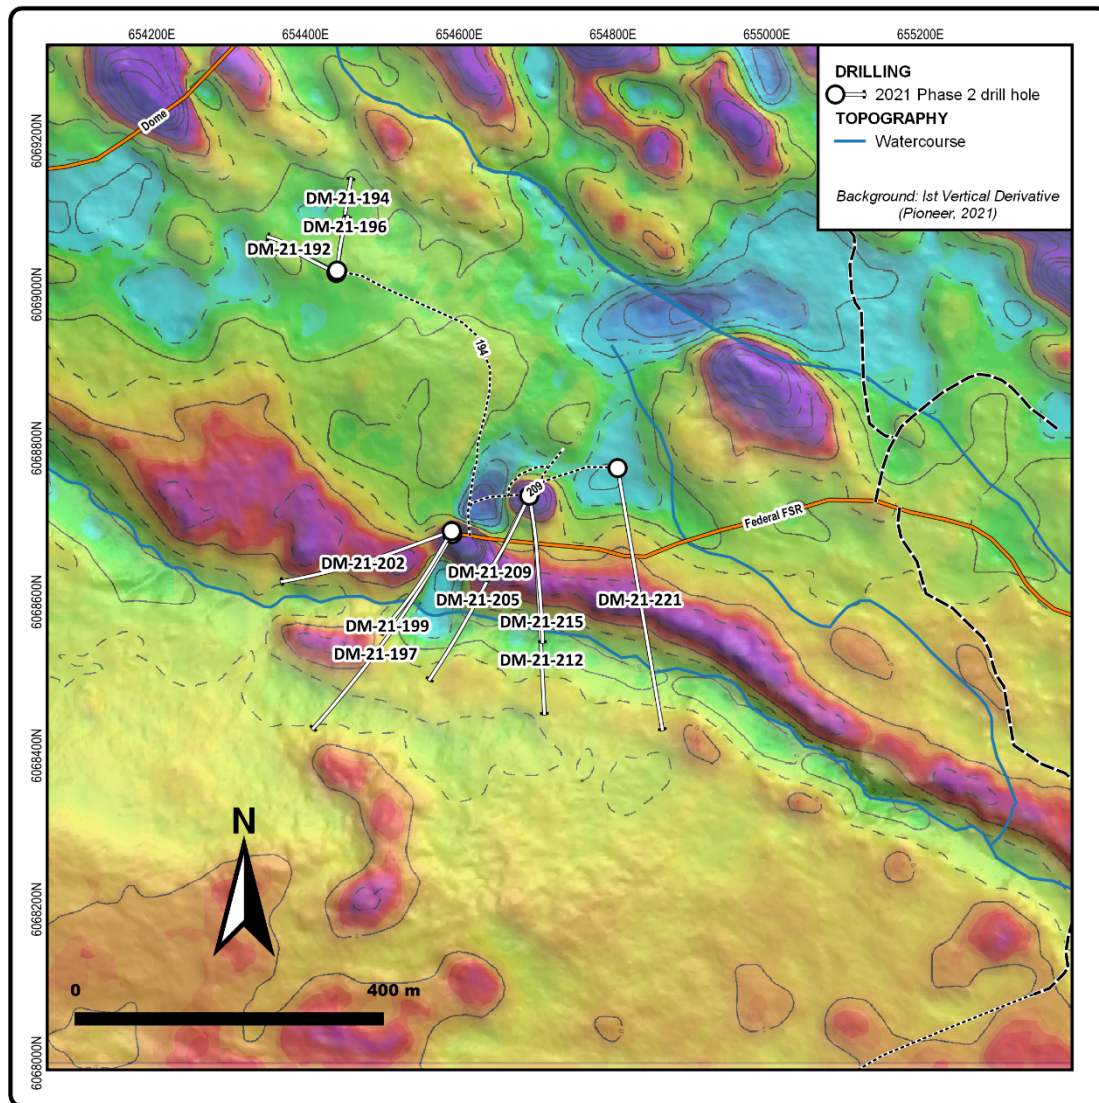 654200E 654400E 654600E 654800E 655000E 655200E
DRILLING
2021 Phase 2 drill hole
TOPOGRAPHY
Watercourse
Background: Ist Vertical Derivative
(Pioneer, 2021)
6069200N
6069000N
6068800N
6068600N
6068400N
6068200N
6068000N
Dome
DM-21-194
DM-21-196
DM-21-192
194
209
Federal FSR
DM-21-202
DM-21-209
DM-21-205
DM-21-221
DM-21-199
DM-21-215
DM-21-197
DM-21-212
N
0 400 m